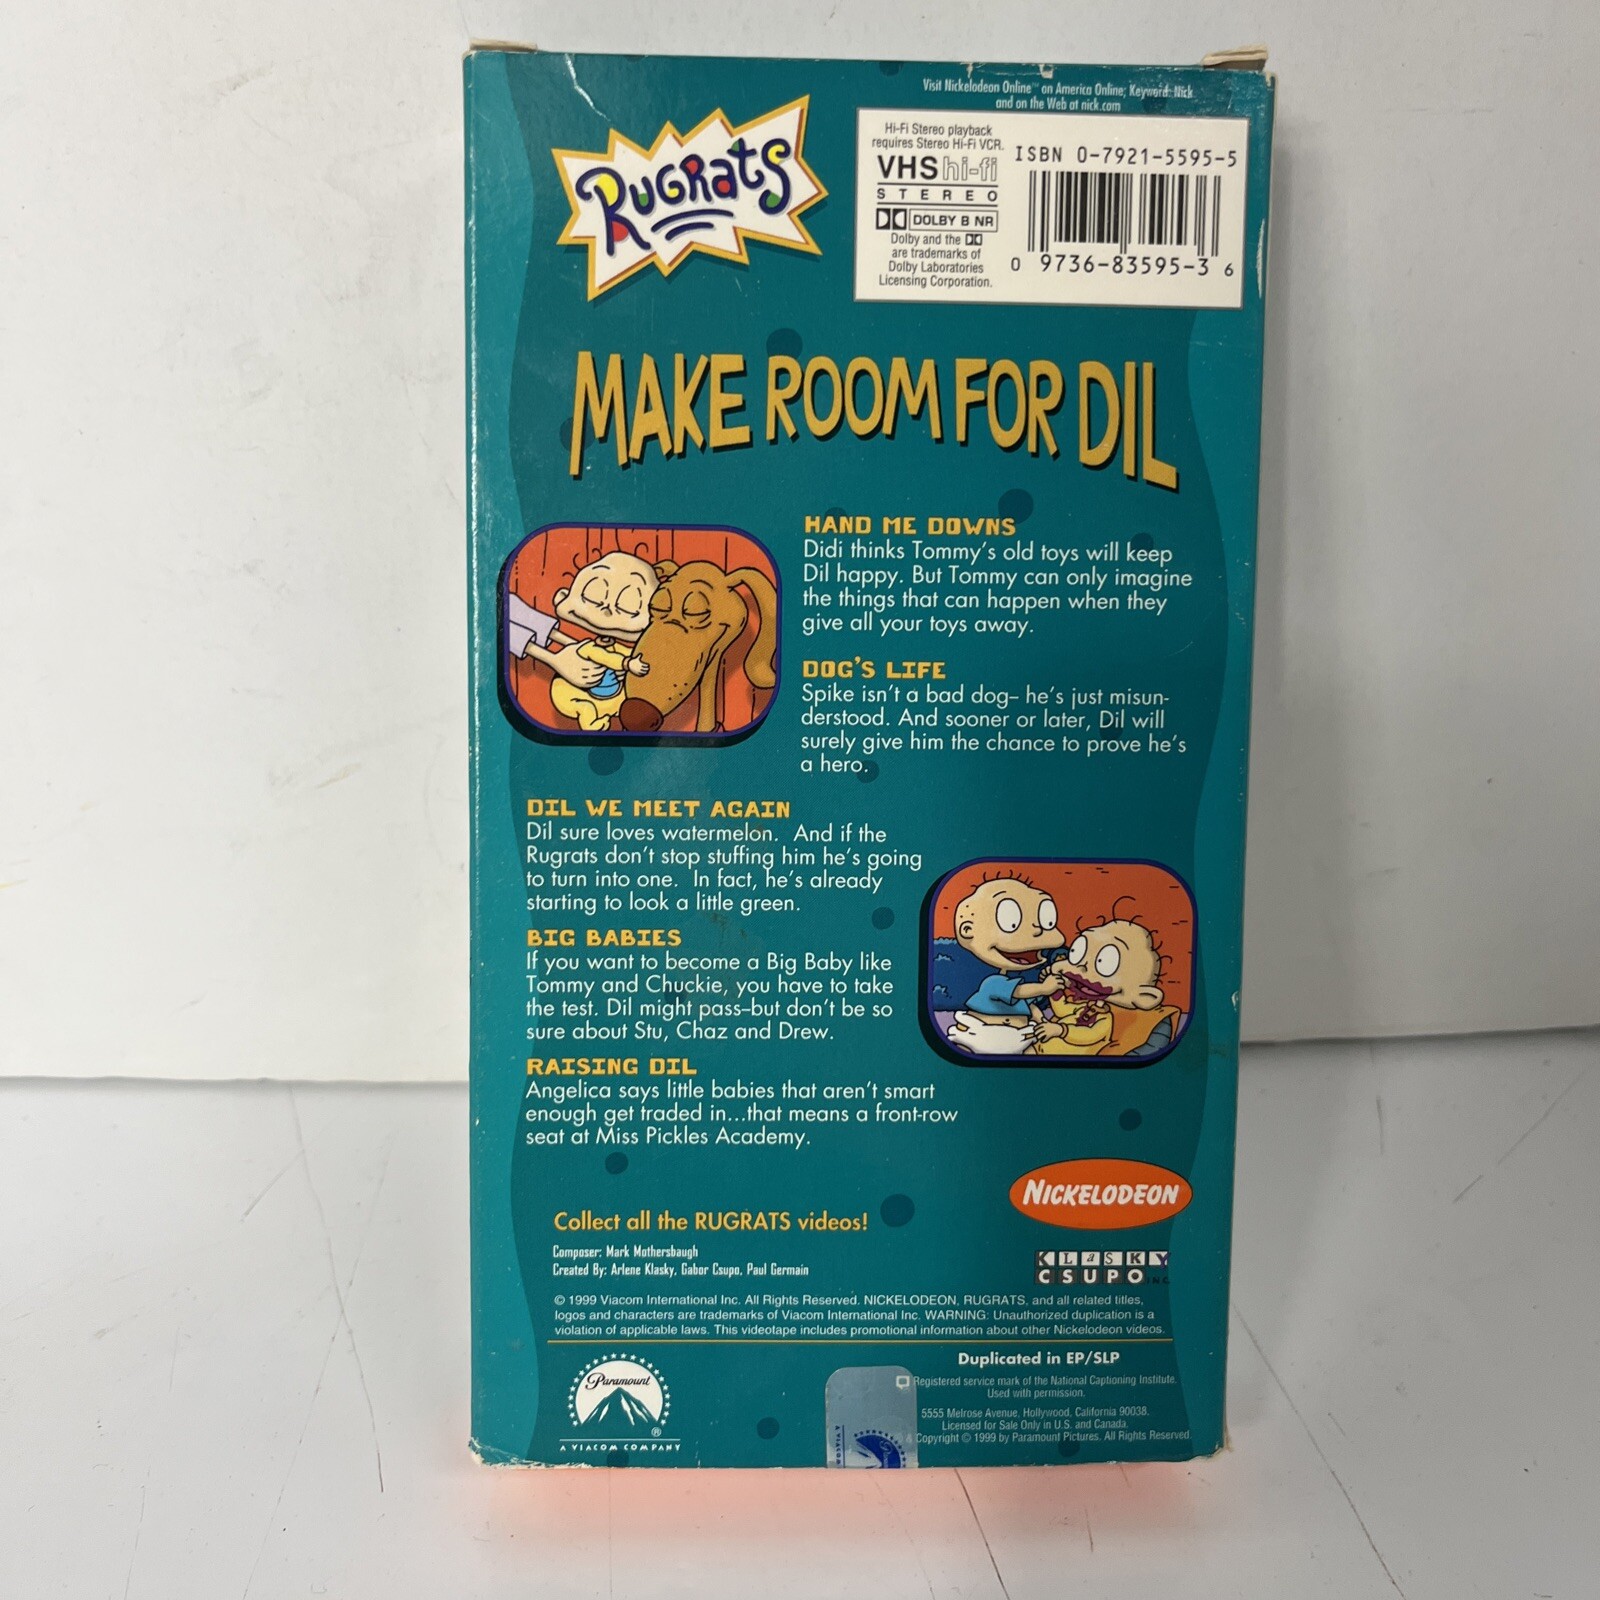 Visit Nickelodeon Online™ on America Online; Keyword: Nick
and on the Web at nick.com
RUGRATS
Hi-Fi Stereo playback
requires Stereo Hi-Fi VCR.
VHS hi-fi
STEREO
DOLBY B NR
Dolby and the
are trademarks of
Dolby Laboratories
Licensing Corporation.
ISBN 0-7921-5595-5
0 9736-83595-3 6
MAKE ROOM FOR DIL
HAND ME DOWNS
Didi thinks Tommy's old toys will keep
Dil happy. But Tommy can only imagine
the things that can happen when they
give all your toys away.
DOG'S LIFE
Spike isn't a bad dog– he's just misun-
derstood. And sooner or later, Dil will
surely give him the chance to prove he's
a hero.
DIL WE MEET AGAIN
Dil sure loves watermelon. And if the
Rugrats don't stop stuffing him he's going
to turn into one. In fact, he's already
starting to look a little green.
BIG BABIES
If you want to become a Big Baby like
Tommy and Chuckie, you have to take
the test. Dil might pass–but don't be so
sure about Stu, Chaz and Drew.
RAISING DIL
Angelica says little babies that aren't smart
enough get traded in...that means a front-row
seat at Miss Pickles Academy.
NICKELODEON
Collect all the RUGRATS videos!
Composer: Mark Mothersbaugh
Created By: Arlene Klasky, Gabor Csupo, Paul Germain
KLASKY
CSUPO INC.
© 1999 Viacom International Inc. All Rights Reserved. NICKELODEON, RUGRATS, and all related titles,
logos and characters are trademarks of Viacom International Inc. WARNING: Unauthorized duplication is a
violation of applicable laws. This videotape includes promotional information about other Nickelodeon videos.
Duplicated in EP/SLP
Registered service mark of the National Captioning Institute.
Used with permission.
5555 Melrose Avenue, Hollywood, California 90038.
Licensed for Sale Only in U.S. and Canada.
Copyright © 1999 by Paramount Pictures. All Rights Reserved.
Paramount
®
A VIACOM COMPANY
A VIACOM
Paramount